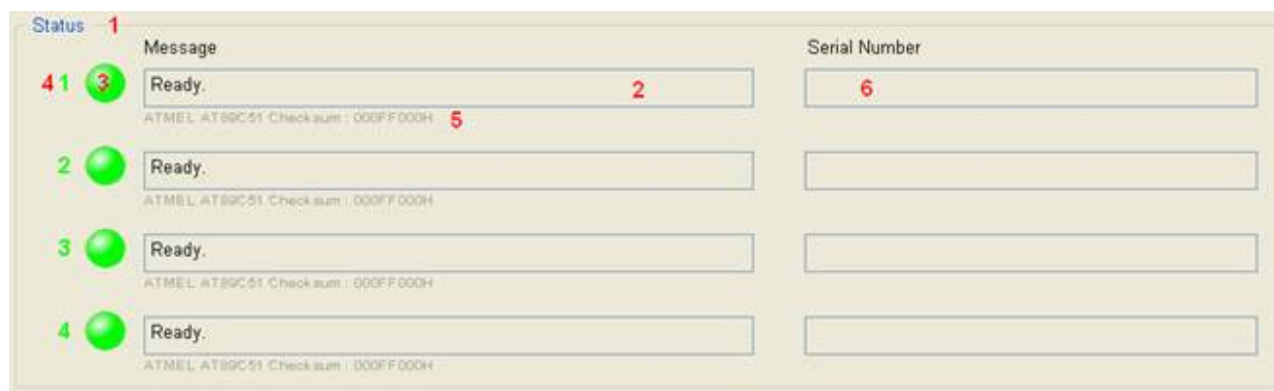 Status 1
Message Serial Number
4 1 3 Ready. 2 6
ATMEL AT89C51 Checksum : 000FF000H 5
2 Ready.
ATMEL AT89C51 Checksum : 000FF000H
3 Ready.
ATMEL AT89C51 Checksum : 000FF000H
4 Ready.
ATMEL AT89C51 Checksum : 000FF000H